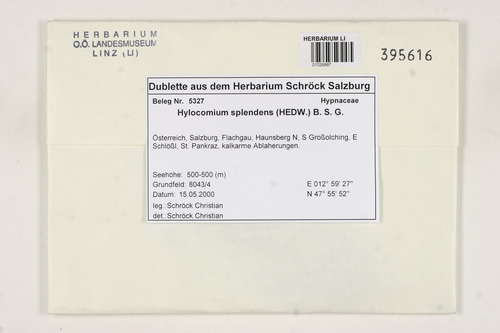 HERBARIUM
O.Ö. LANDESMUSEUM
LINZ (LI)
HERBARIUM LI
395616
Dublette aus dem Herbarium Schröck Salzburg
Beleg Nr. 5327 Hypnaceae
Hylocomium splendens (HEDW.) B. S. G.
Österreich, Salzburg, Flachgau, Haunsberg N, S Großolching, E
Schlößl, St. Pankraz, kalkarme Ablaherungen.
Seehöhe: 500-500 (m)
Grundfeld: 8043/4 E 012° 59' 27"
Datum: 15.05.2000 N 47° 55' 52"
leg.:Schröck Christian
det.:Schröck Christian